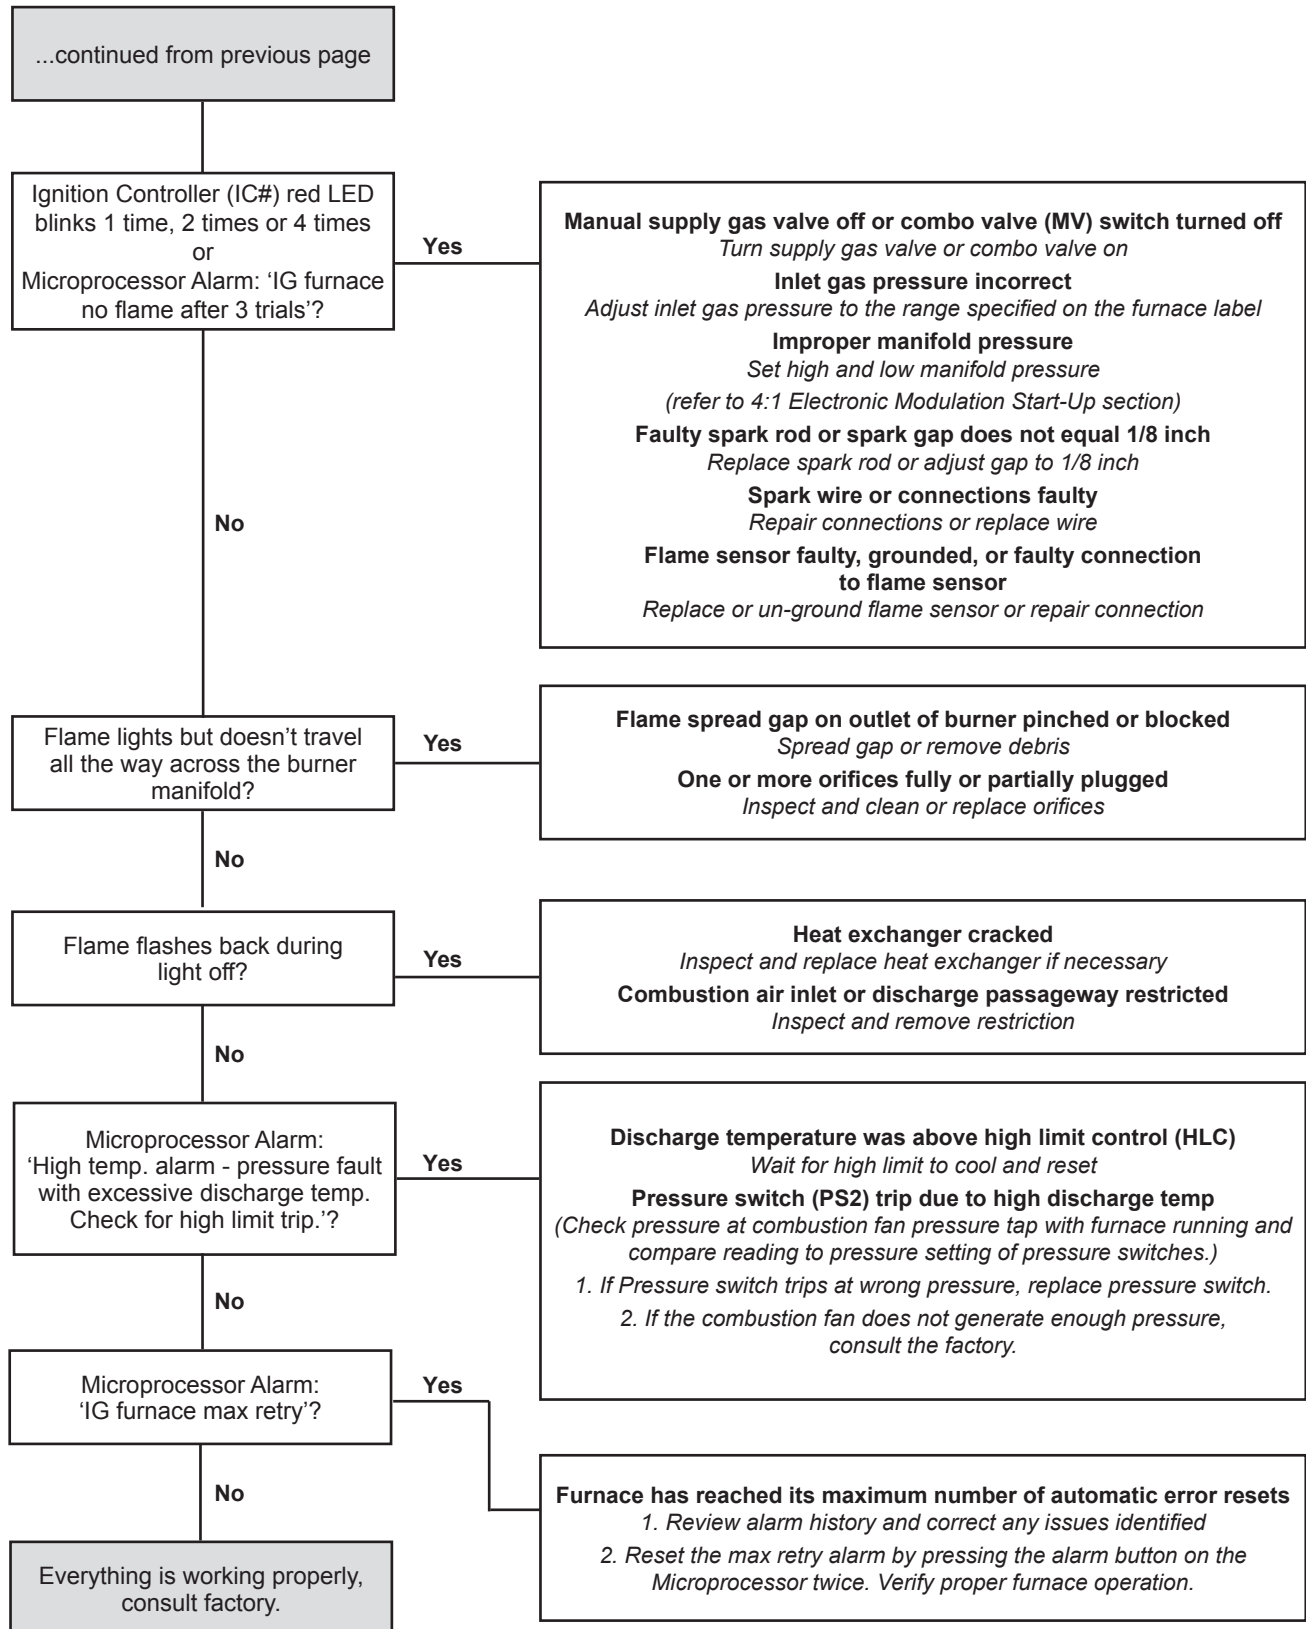 ...continued from previous page
Ignition Controller (IC#) red LED
blinks 1 time, 2 times or 4 times
or
Microprocessor Alarm: ‘IG furnace
no flame after 3 trials’?
Yes
Manual supply gas valve off or combo valve (MV) switch turned off
Turn supply gas valve or combo valve on
Inlet gas pressure incorrect
Adjust inlet gas pressure to the range specified on the furnace label
Improper manifold pressure
Set high and low manifold pressure
(refer to 4:1 Electronic Modulation Start-Up section)
Faulty spark rod or spark gap does not equal 1/8 inch
Replace spark rod or adjust gap to 1/8 inch
Spark wire or connections faulty
Repair connections or replace wire
Flame sensor faulty, grounded, or faulty connection
to flame sensor
Replace or un-ground flame sensor or repair connection
No
Flame lights but doesn’t travel
all the way across the burner
manifold?
Yes
Flame spread gap on outlet of burner pinched or blocked
Spread gap or remove debris
One or more orifices fully or partially plugged
Inspect and clean or replace orifices
No
Flame flashes back during
light off?
Yes
Heat exchanger cracked
Inspect and replace heat exchanger if necessary
Combustion air inlet or discharge passageway restricted
Inspect and remove restriction
No
Microprocessor Alarm:
‘High temp. alarm - pressure fault
with excessive discharge temp.
Check for high limit trip.’?
Yes
Discharge temperature was above high limit control (HLC)
Wait for high limit to cool and reset
Pressure switch (PS2) trip due to high discharge temp
(Check pressure at combustion fan pressure tap with furnace running and
compare reading to pressure setting of pressure switches.)
1. If Pressure switch trips at wrong pressure, replace pressure switch.
2. If the combustion fan does not generate enough pressure,
consult the factory.
No
Microprocessor Alarm:
‘IG furnace max retry’?
Yes
Furnace has reached its maximum number of automatic error resets
1. Review alarm history and correct any issues identified
2. Reset the max retry alarm by pressing the alarm button on the
Microprocessor twice. Verify proper furnace operation.
No
Everything is working properly,
consult factory.